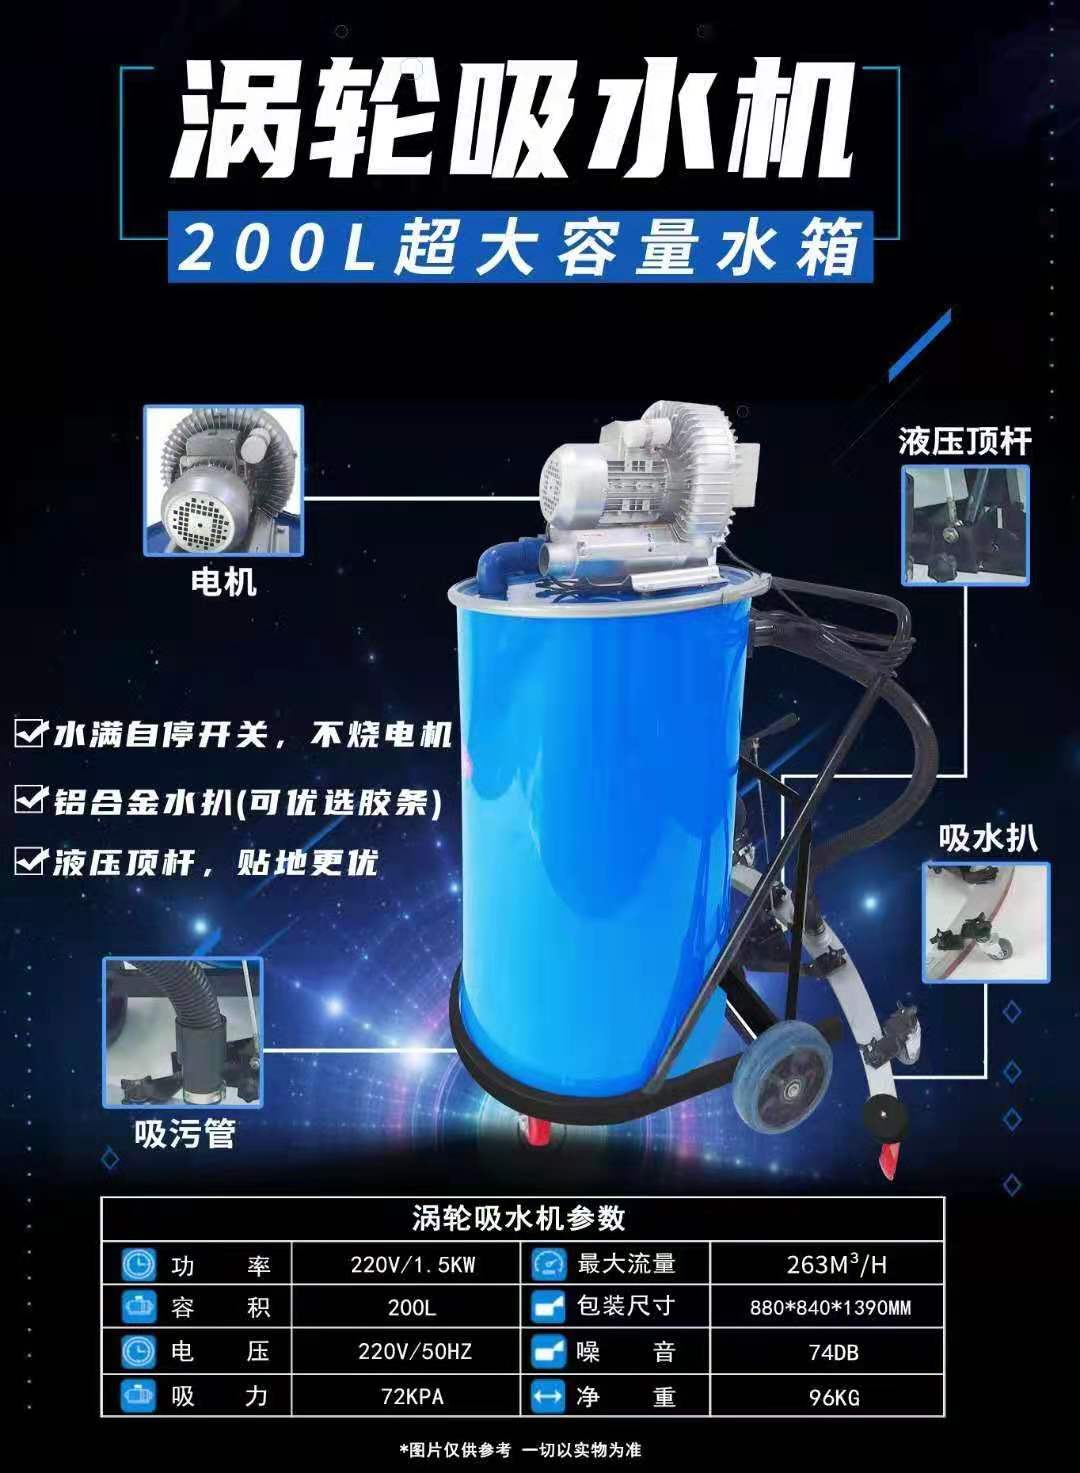 涡轮吸水机
200L超大容量水箱
液压顶杆
电机
水满自停开关，不烧电机
铝合金水扒(可优选胶条)
液压顶杆，贴地更优
吸水扒
吸污管
涡轮吸水机参数
功 率 220V/1.5KW 最大流量 263M³/H
容 积 200L 包装尺寸 880*840*1390MM
电 压 220V/50HZ 噪 音 74DB
吸 力 72KPA 净 重 96KG
*图片仅供参考 一切以实物为准